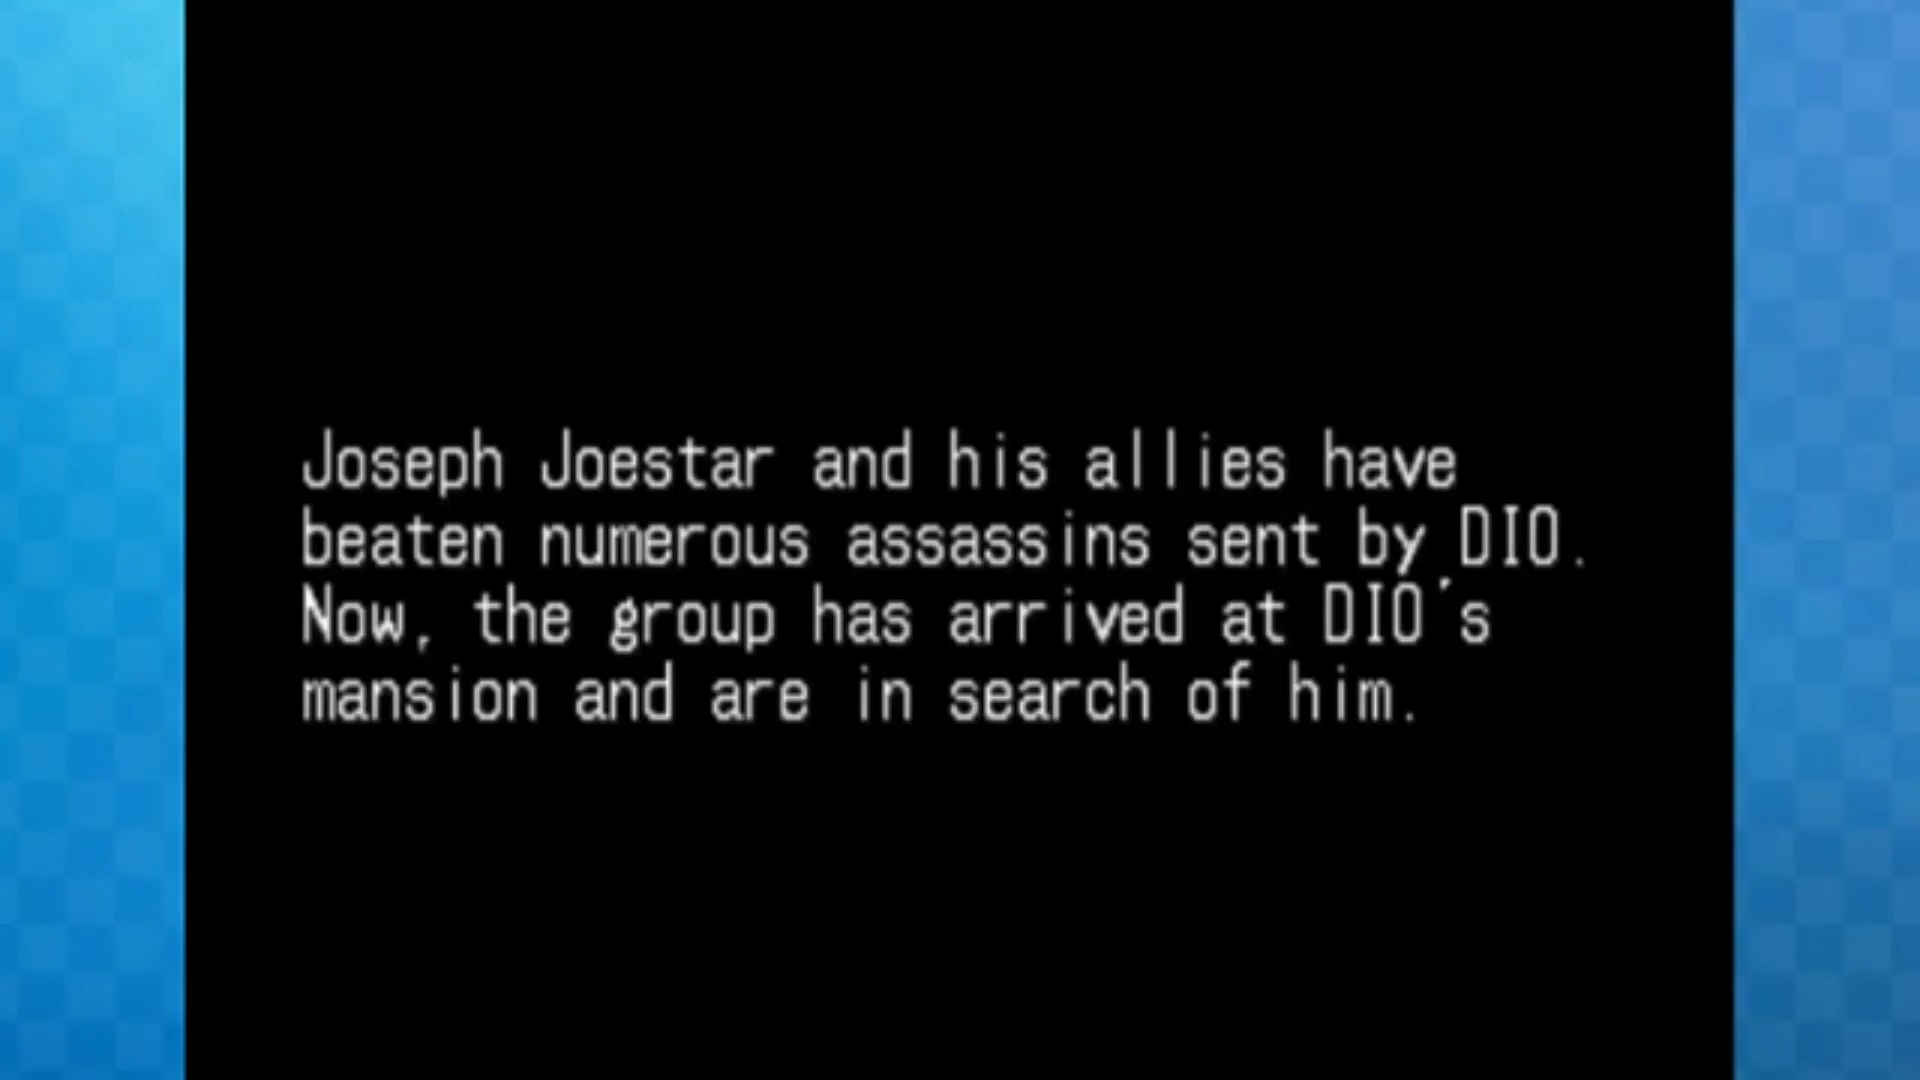 Joseph Joestar and his allies have
beaten numerous assassins sent by DIO.
Now, the group has arrived at DIO's
mansion and are in search of him.